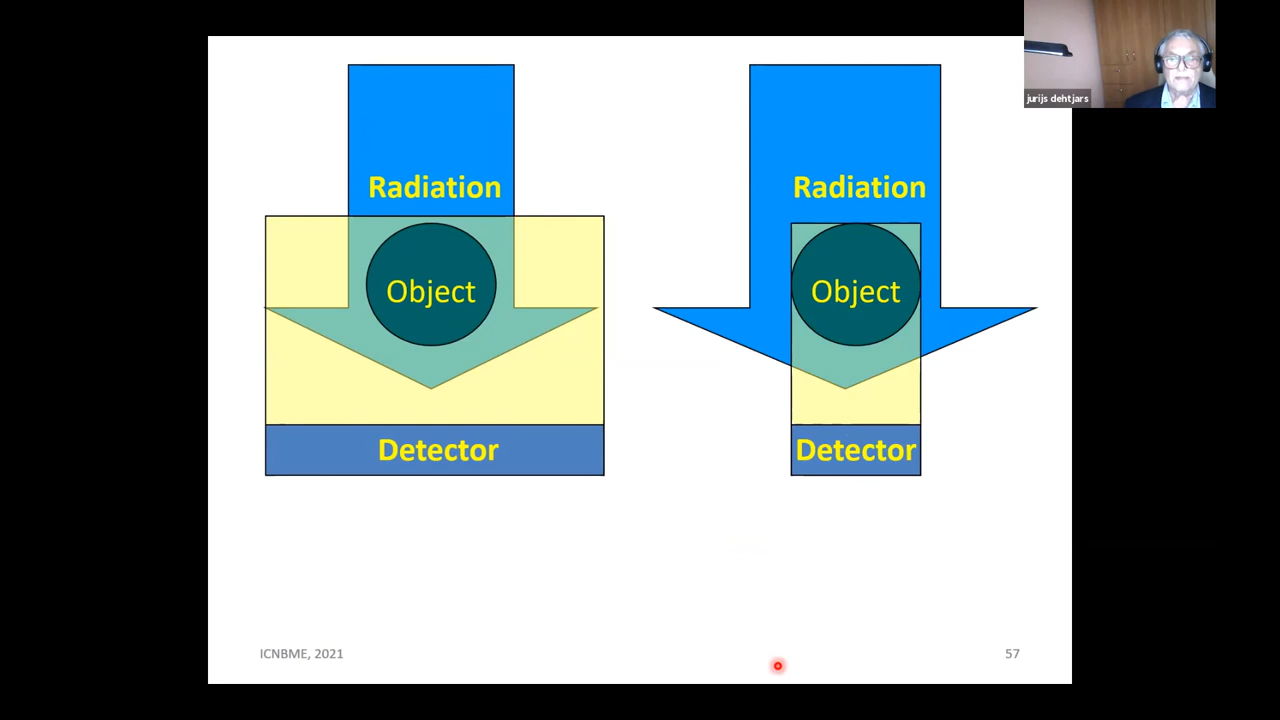 jurijs dehtjars
Radiation
Radiation
Object
Object
Detector
Detector
ICNBME, 2021
57